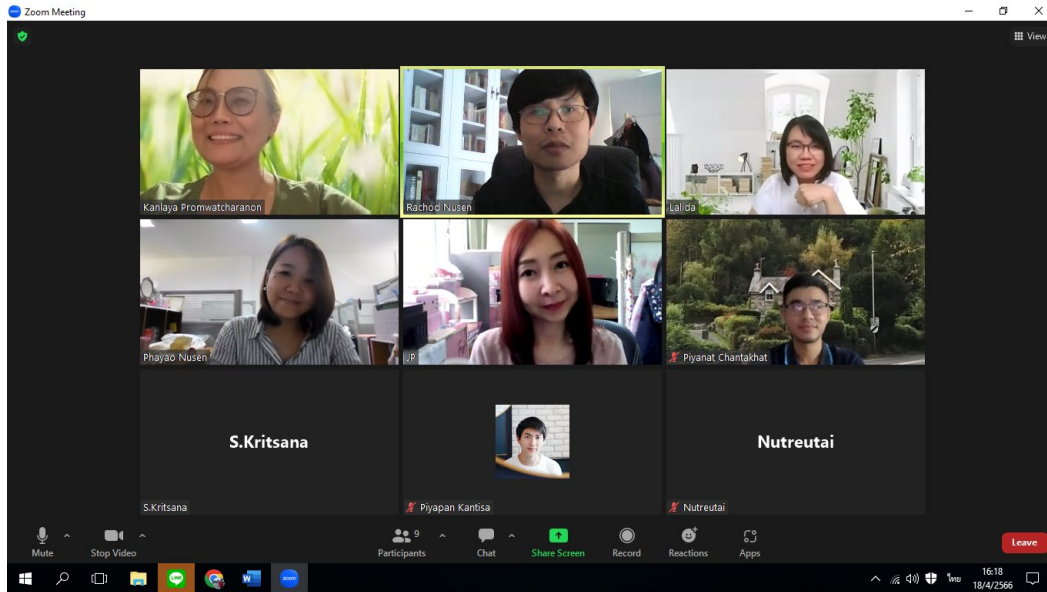 Zoom Meeting
View
Kanlaya Promwatcharanon
Rachod Nusen
Lalida
Phayao Nusen
JP
Piyanat Chantakhat
S.Kritsana
Nutreutai
S.Kritsana
Piyapan Kantisa
Nutreutai
9
Mute
Stop Video
Participants
Chat
Share Screen
Record
Reactions
Apps
Leave
LINE
W
zoom
ไทย
16:18
18/4/2566